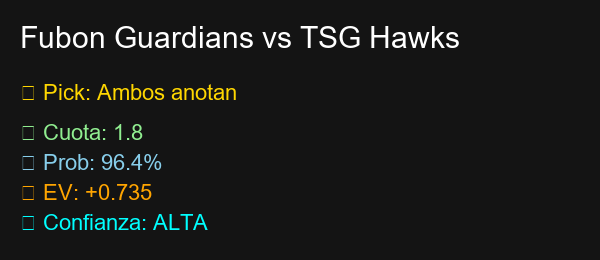 Fubon Guardians vs TSG Hawks
Pick: Ambos anotan
Cuota: 1.8
Prob: 96.4%
EV: +0.735
Confianza: ALTA